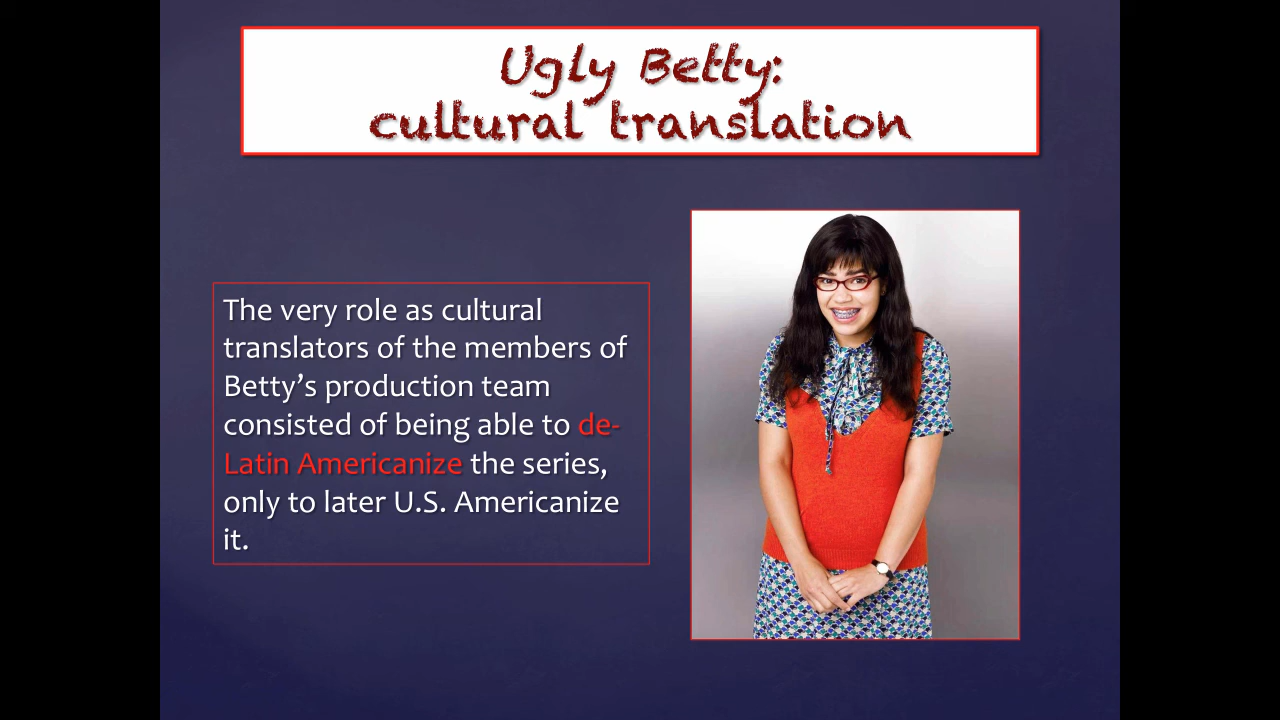 Ugly Betty:
cultural translation
The very role as cultural
translators of the members of
Betty’s production team
consisted of being able to de-
Latin Americanize the series,
only to later U.S. Americanize
it.